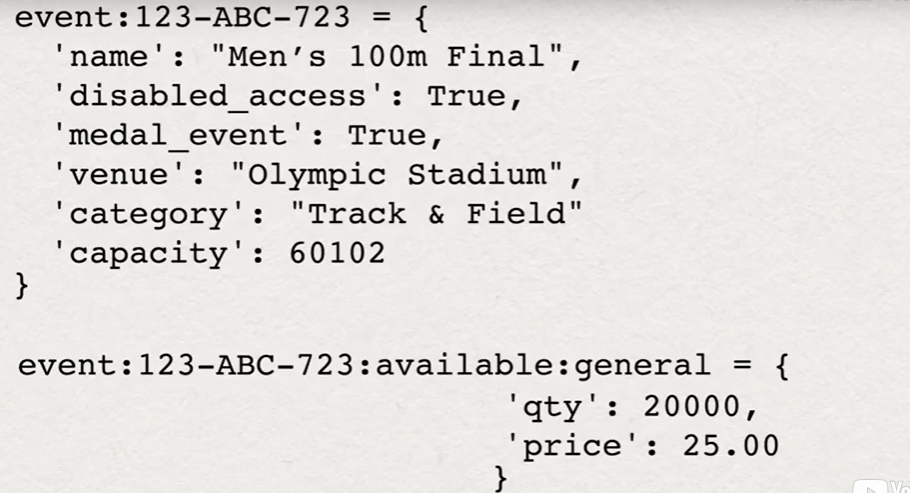 event:123-ABC-723 = {
'name': "Men’s 100m Final",
'disabled_access': True,
'medal_event': True,
'venue': "Olympic Stadium",
'category': "Track & Field"
'capacity': 60102
}
event:123-ABC-723:available:general = {
'qty': 20000,
'price': 25.00
}